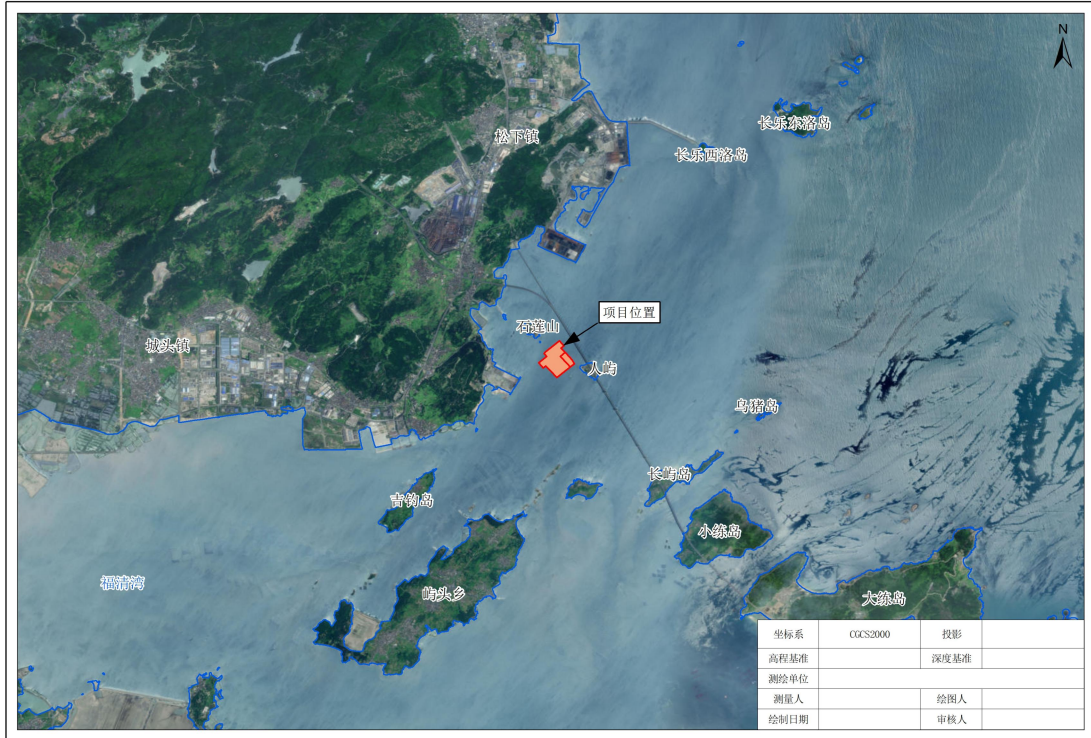 N
长乐东洛岛
松下镇
长乐西洛岛
项目位置
石莲山
城头镇
人屿
乌猪岛
长屿岛
吉钓岛
小练岛
福清湾
屿头乡
大练岛
坐标系 CGCS2000 投影
高程基准 深度基准
测绘单位
测量人 绘图人
绘制日期 审核人